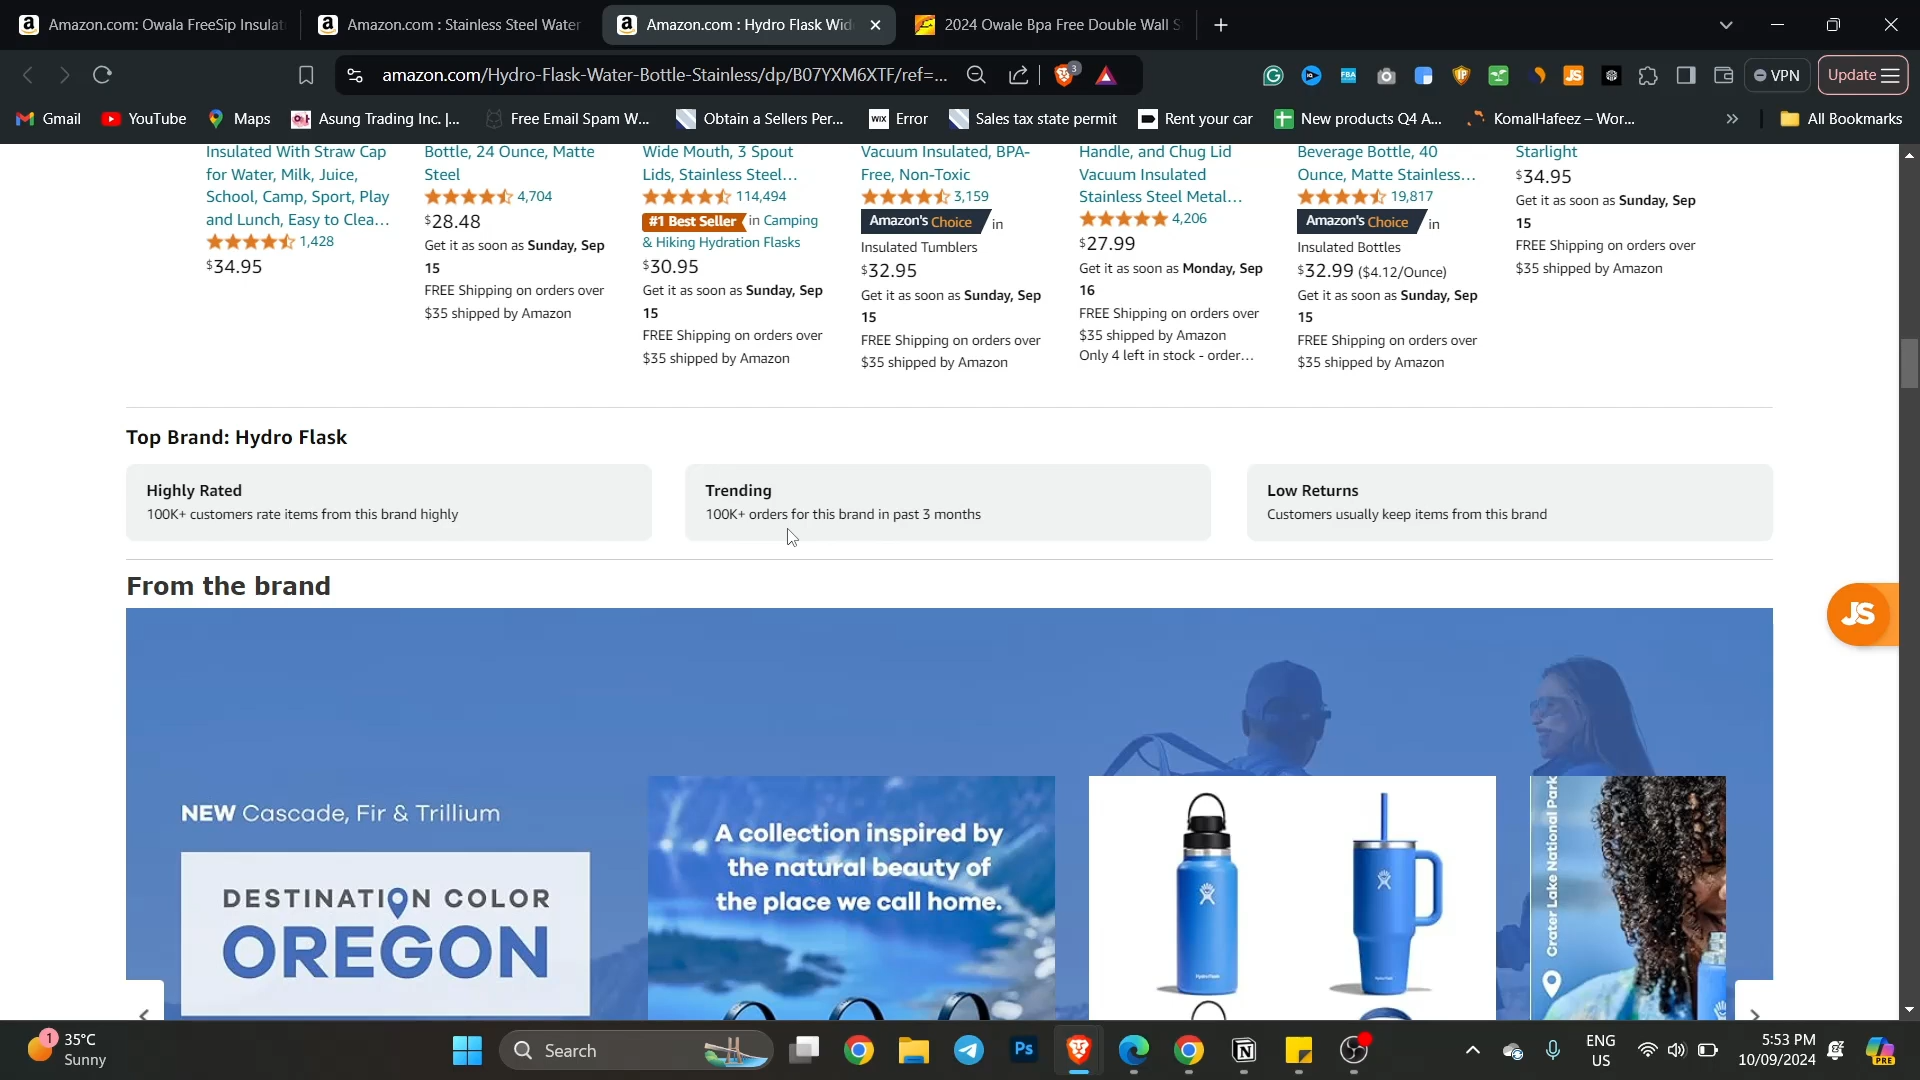 Amazon.com: Owala FreeSip Insulat
Amazon.com : Stainless Steel Water
Amazon.com : Hydro Flask Wid
2024 Owale Bpa Free Double Wall S
amazon.com/Hydro-Flask-Water-Bottle-Stainless/dp/B07YXM6XTF/ref=...
3
FBA
IP
JS
VPN
Update
Gmail
YouTube
Maps
Asung Trading Inc. |...
Free Email Spam W...
Obtain a Sellers Per...
WIX Error
Sales tax state permit
Rent your car
New products Q4 A...
KomalHafeez – Wor...
»
All Bookmarks
Insulated With Straw Cap
for Water, Milk, Juice,
School, Camp, Sport, Play
and Lunch, Easy to Clea...
1,428
$34.95
Bottle, 24 Ounce, Matte
Steel
4,704
$28.48
Get it as soon as Sunday, Sep
15
FREE Shipping on orders over
$35 shipped by Amazon
Wide Mouth, 3 Spout
Lids, Stainless Steel...
114,494
#1 Best Seller in Camping
& Hiking Hydration Flasks
$30.95
Get it as soon as Sunday, Sep
15
FREE Shipping on orders over
$35 shipped by Amazon
Vacuum Insulated, BPA-
Free, Non-Toxic
3,159
Amazon's Choice in
Insulated Tumblers
$32.95
Get it as soon as Sunday, Sep
15
FREE Shipping on orders over
$35 shipped by Amazon
Handle, and Chug Lid
Vacuum Insulated
Stainless Steel Metal...
4,206
$27.99
Get it as soon as Monday, Sep
16
FREE Shipping on orders over
$35 shipped by Amazon
Only 4 left in stock - order...
Beverage Bottle, 40
Ounce, Matte Stainless...
19,817
Amazon's Choice in
Insulated Bottles
$32.99 ($4.12/Ounce)
Get it as soon as Sunday, Sep
15
FREE Shipping on orders over
$35 shipped by Amazon
Starlight
$34.95
Get it as soon as Sunday, Sep
15
FREE Shipping on orders over
$35 shipped by Amazon
Top Brand: Hydro Flask
Highly Rated
100K+ customers rate items from this brand highly
Trending
100K+ orders for this brand in past 3 months
Low Returns
Customers usually keep items from this brand
From the brand
JS
NEW Cascade, Fir & Trillium
DESTINATION COLOR
OREGON
A collection inspired by
the natural beauty of
the place we call home.
Crater Lake National Park
1
35°C
Sunny
Search
Ps
ENG
US
5:53 PM
10/09/2024
PRE